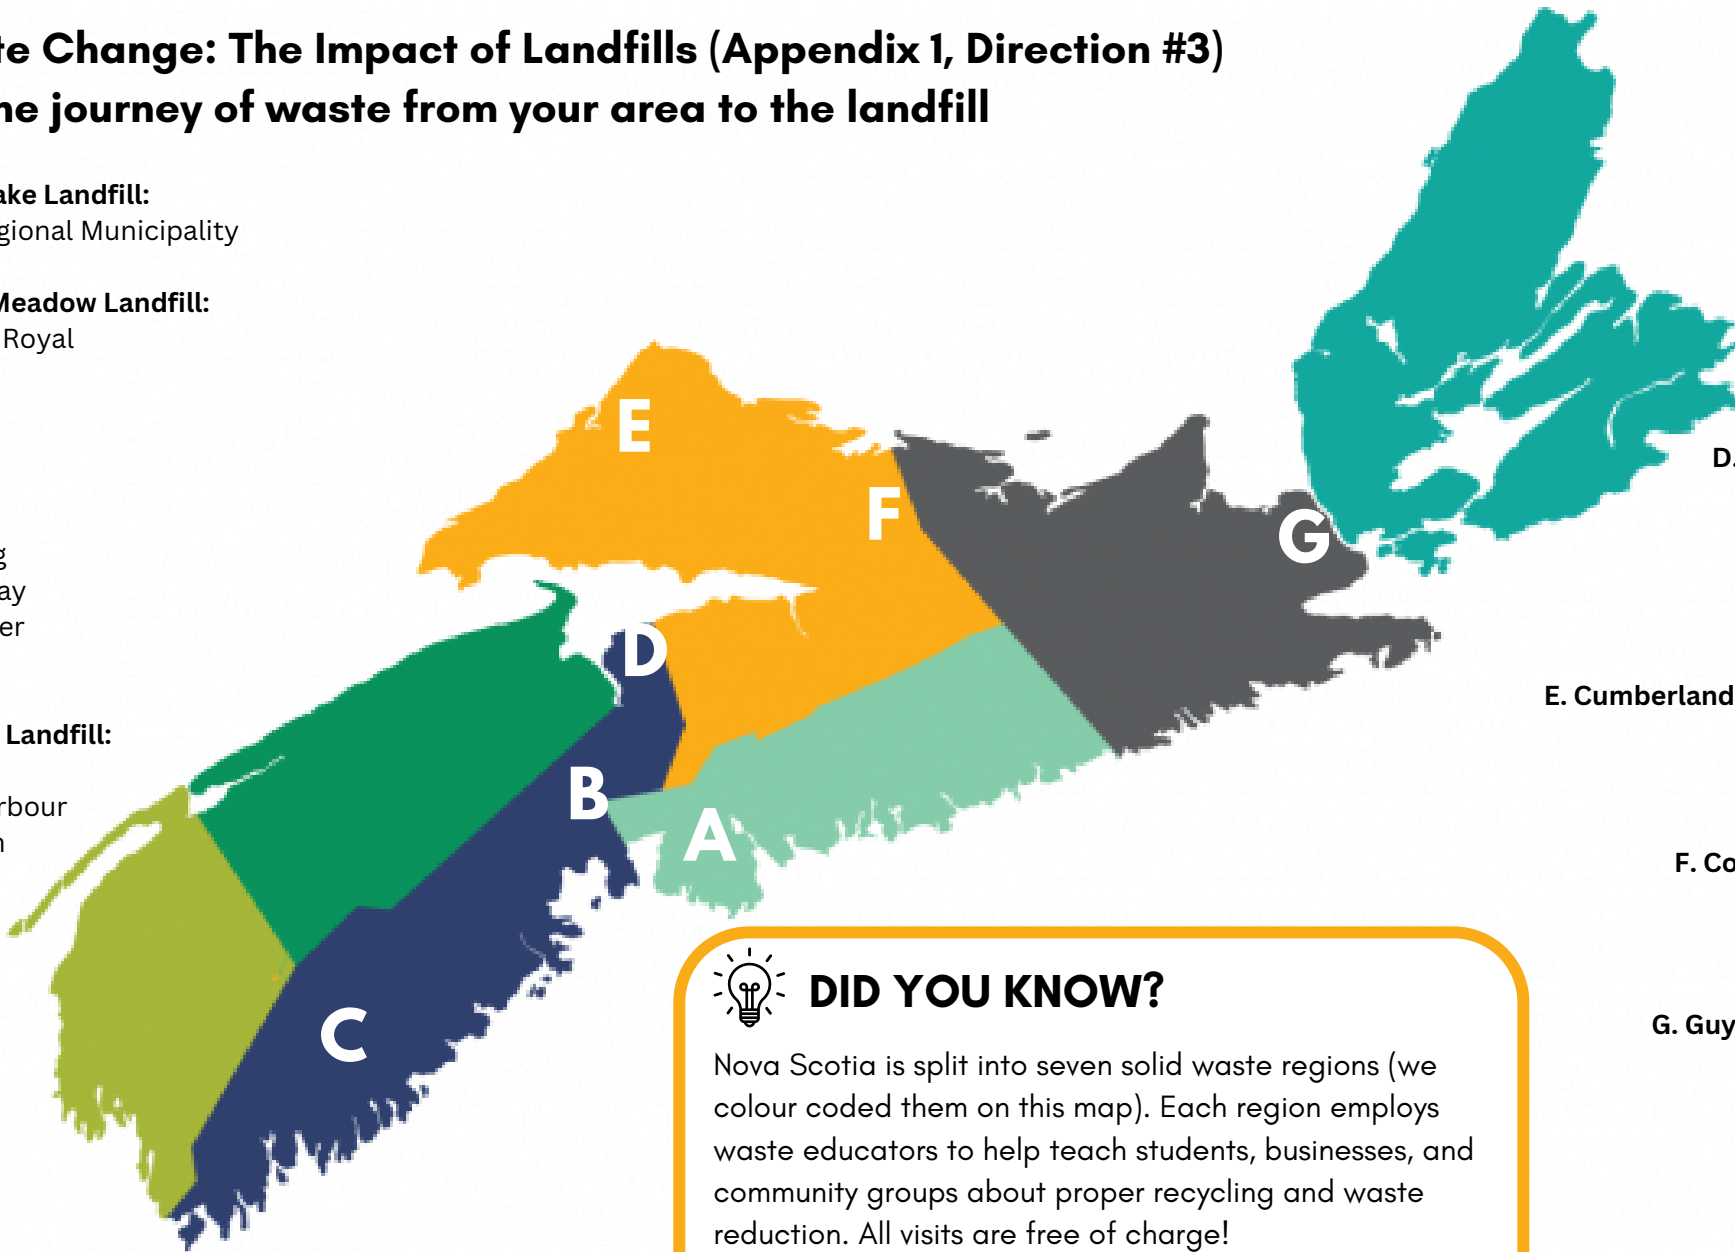 te Change: The Impact of Landfills (Appendix 1, Direction #3)
he journey of waste from your area to the landfill
ake Landfill:
gional Municipality
Meadow Landfill:
Royal
g
ay
er
Landfill:
rbour
n
E
F
G
D
B
A
C
D.
E. Cumberland
F. Co
G. Guy
DID YOU KNOW?
Nova Scotia is split into seven solid waste regions (we
colour coded them on this map). Each region employs
waste educators to help teach students, businesses, and
community groups about proper recycling and waste
reduction. All visits are free of charge!